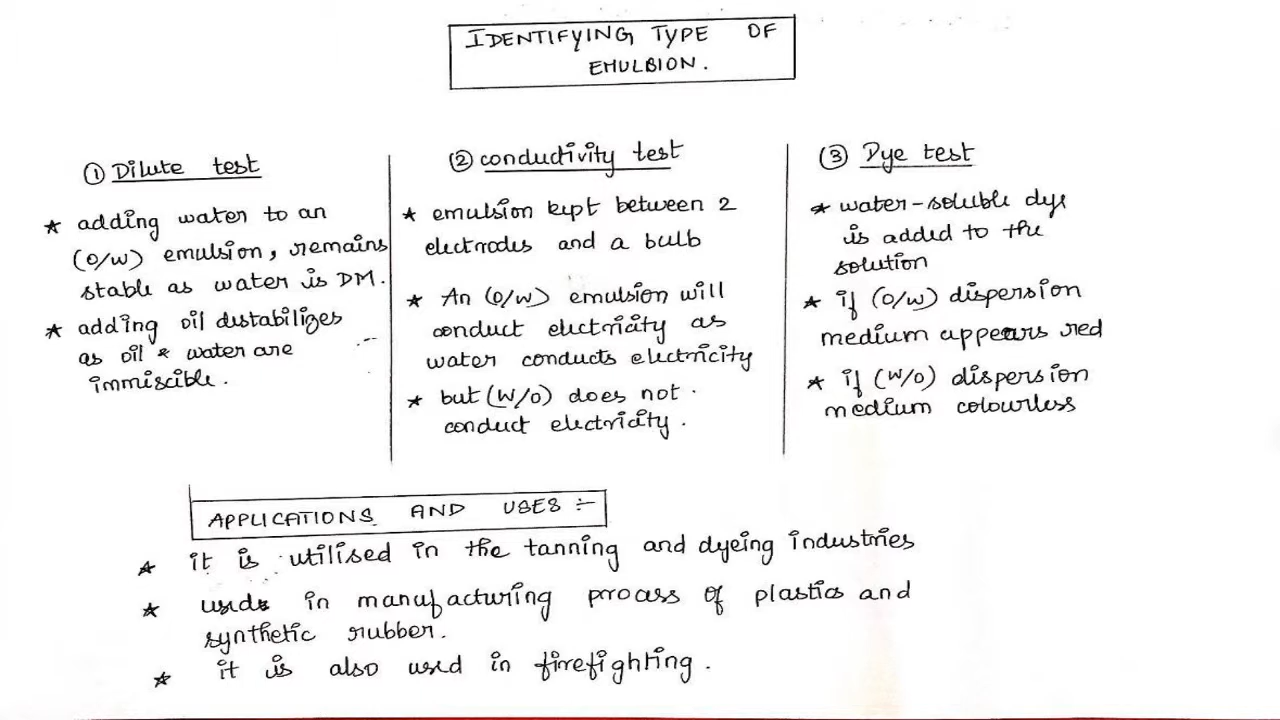 IDENTIFYING TYPE OF
EMULSION.
① Dilute test
★ adding water to an
(O/W) emulsion, remains
stable as water is DM.
★ adding oil destabilizes
as oil & water are
immiscible.
② conductivity test
★ emulsion kept between 2
electrodes and a bulb
★ An (O/W) emulsion will
conduct electricity as
water conducts electricity
★ but (W/O) does not
conduct electricity.
③ Dye test
★ water-soluble dye
is added to the
solution
★ if (O/W) dispersion
medium appears red
★ if (W/O) dispersion
medium colourless
APPLICATIONS AND USES :-
★ it is utilised in the tanning and dyeing industries
★ used in manufacturing process of plastics and
synthetic rubber.
★ it is also used in firefighting.